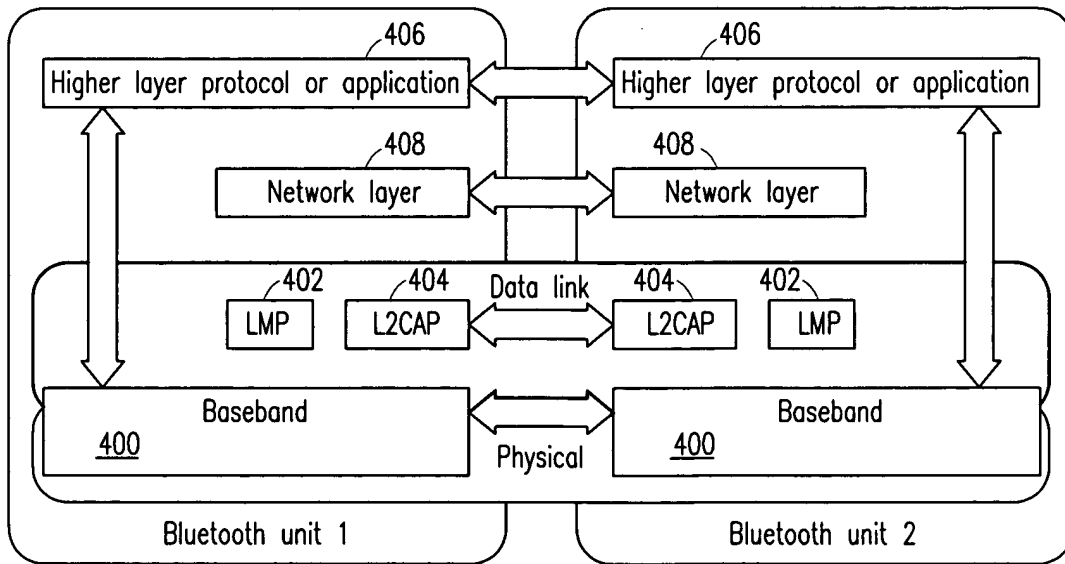 406
406
Higher layer protocol or application
Higher layer protocol or application
408
408
Network layer
Network layer
402
404
Data link
404
402
LMP
L2CAP
L2CAP
LMP
Baseband
Baseband
400
Physical
400
Bluetooth unit 1
Bluetooth unit 2